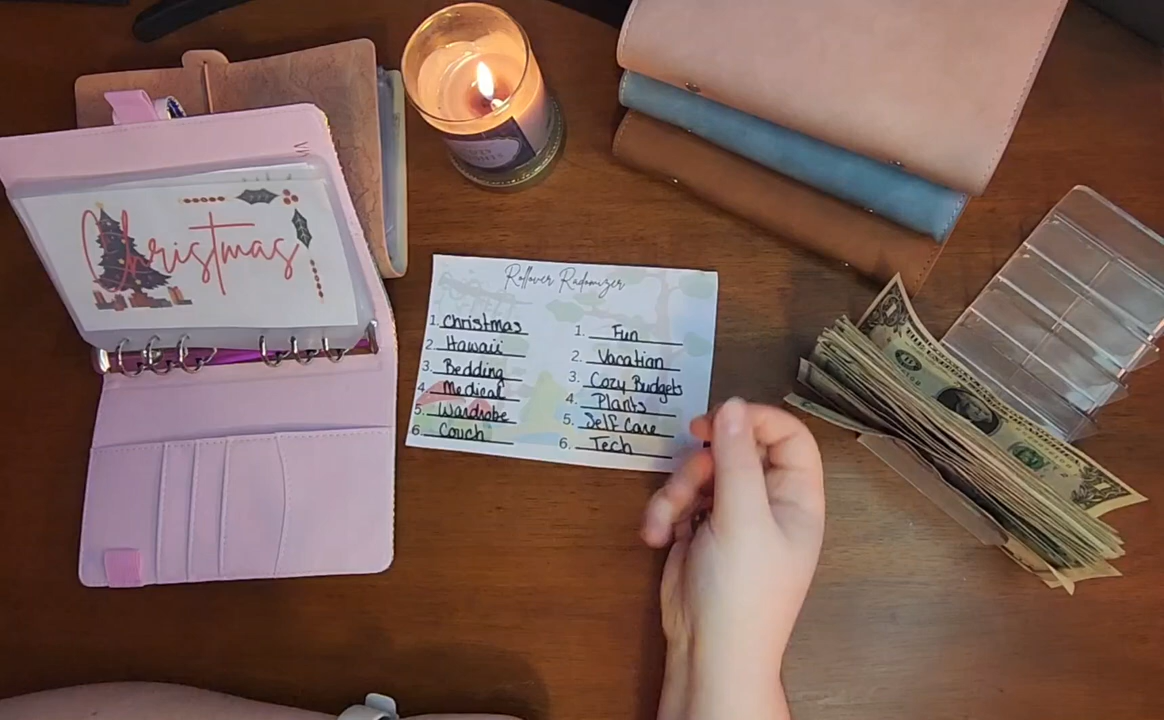 Christmas
Rollover Radomizer
1. Christmas
2. Hawaii
3. Bedding
4. Medical
5. Wardrobe
6. Couch
1. Fun
2. Vacation
3. Cozy Budgets
4. Plants
5. Self Care
6. Tech